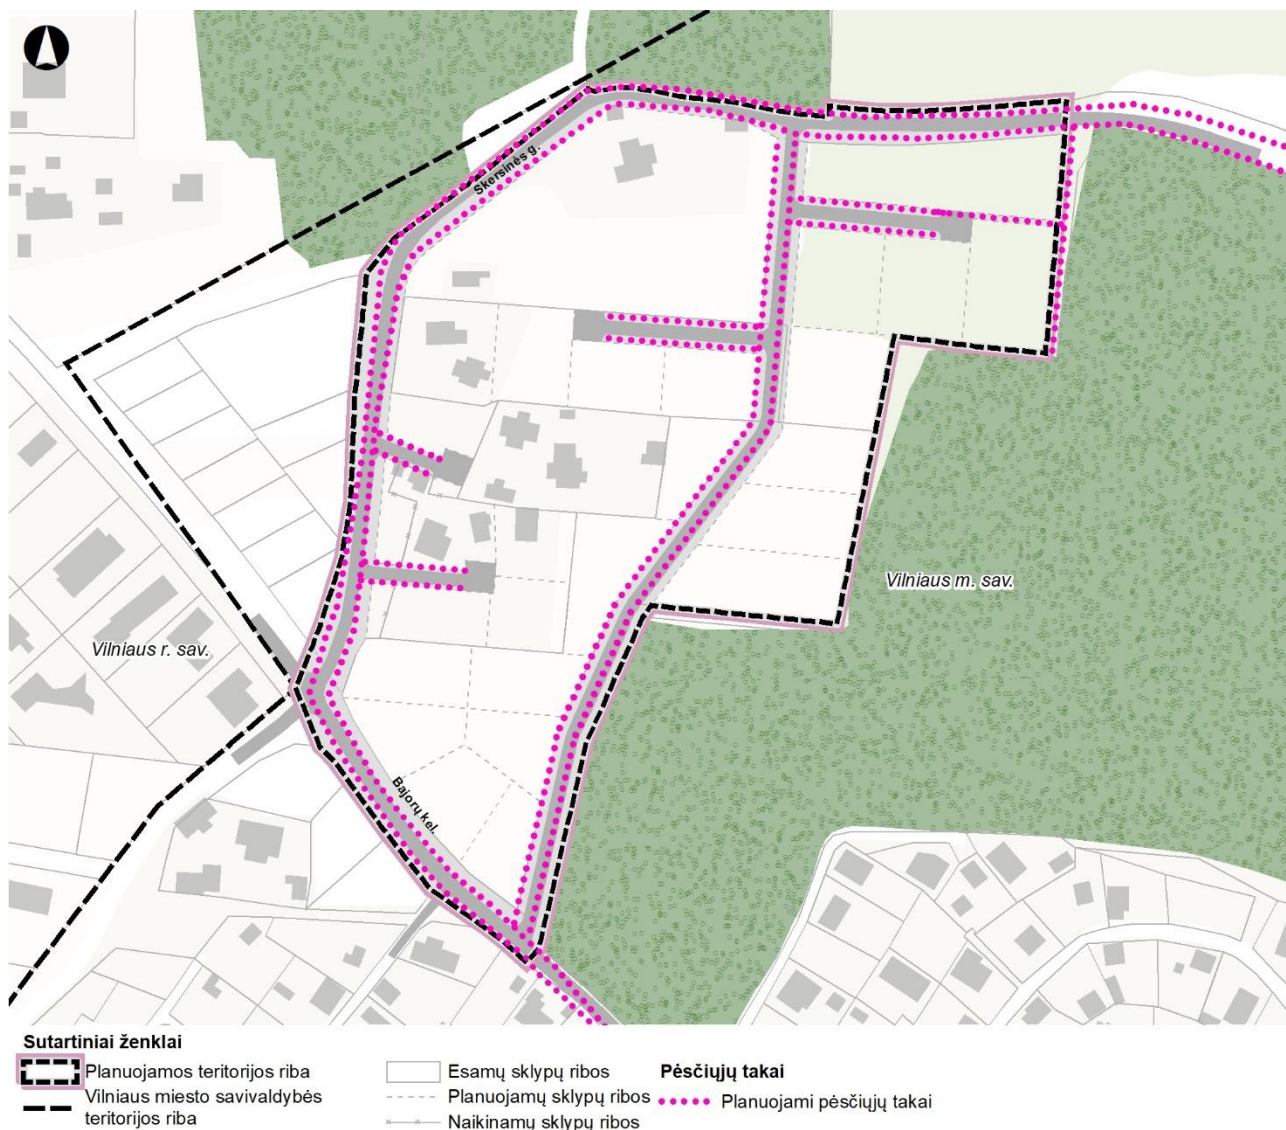 Skersinės g.
Vilniaus m. sav.
Vilniaus r. sav.
Bajorų kel.
Sutartiniai ženklai
Planuojamos teritorijos riba
Vilniaus miesto savivaldybės
teritorijos riba
Esamų sklypų ribos
Planuojamų sklypų ribos
Naikinamų sklypų ribos
Pėsčiųjų takai
Planuojami pėsčiųjų takai